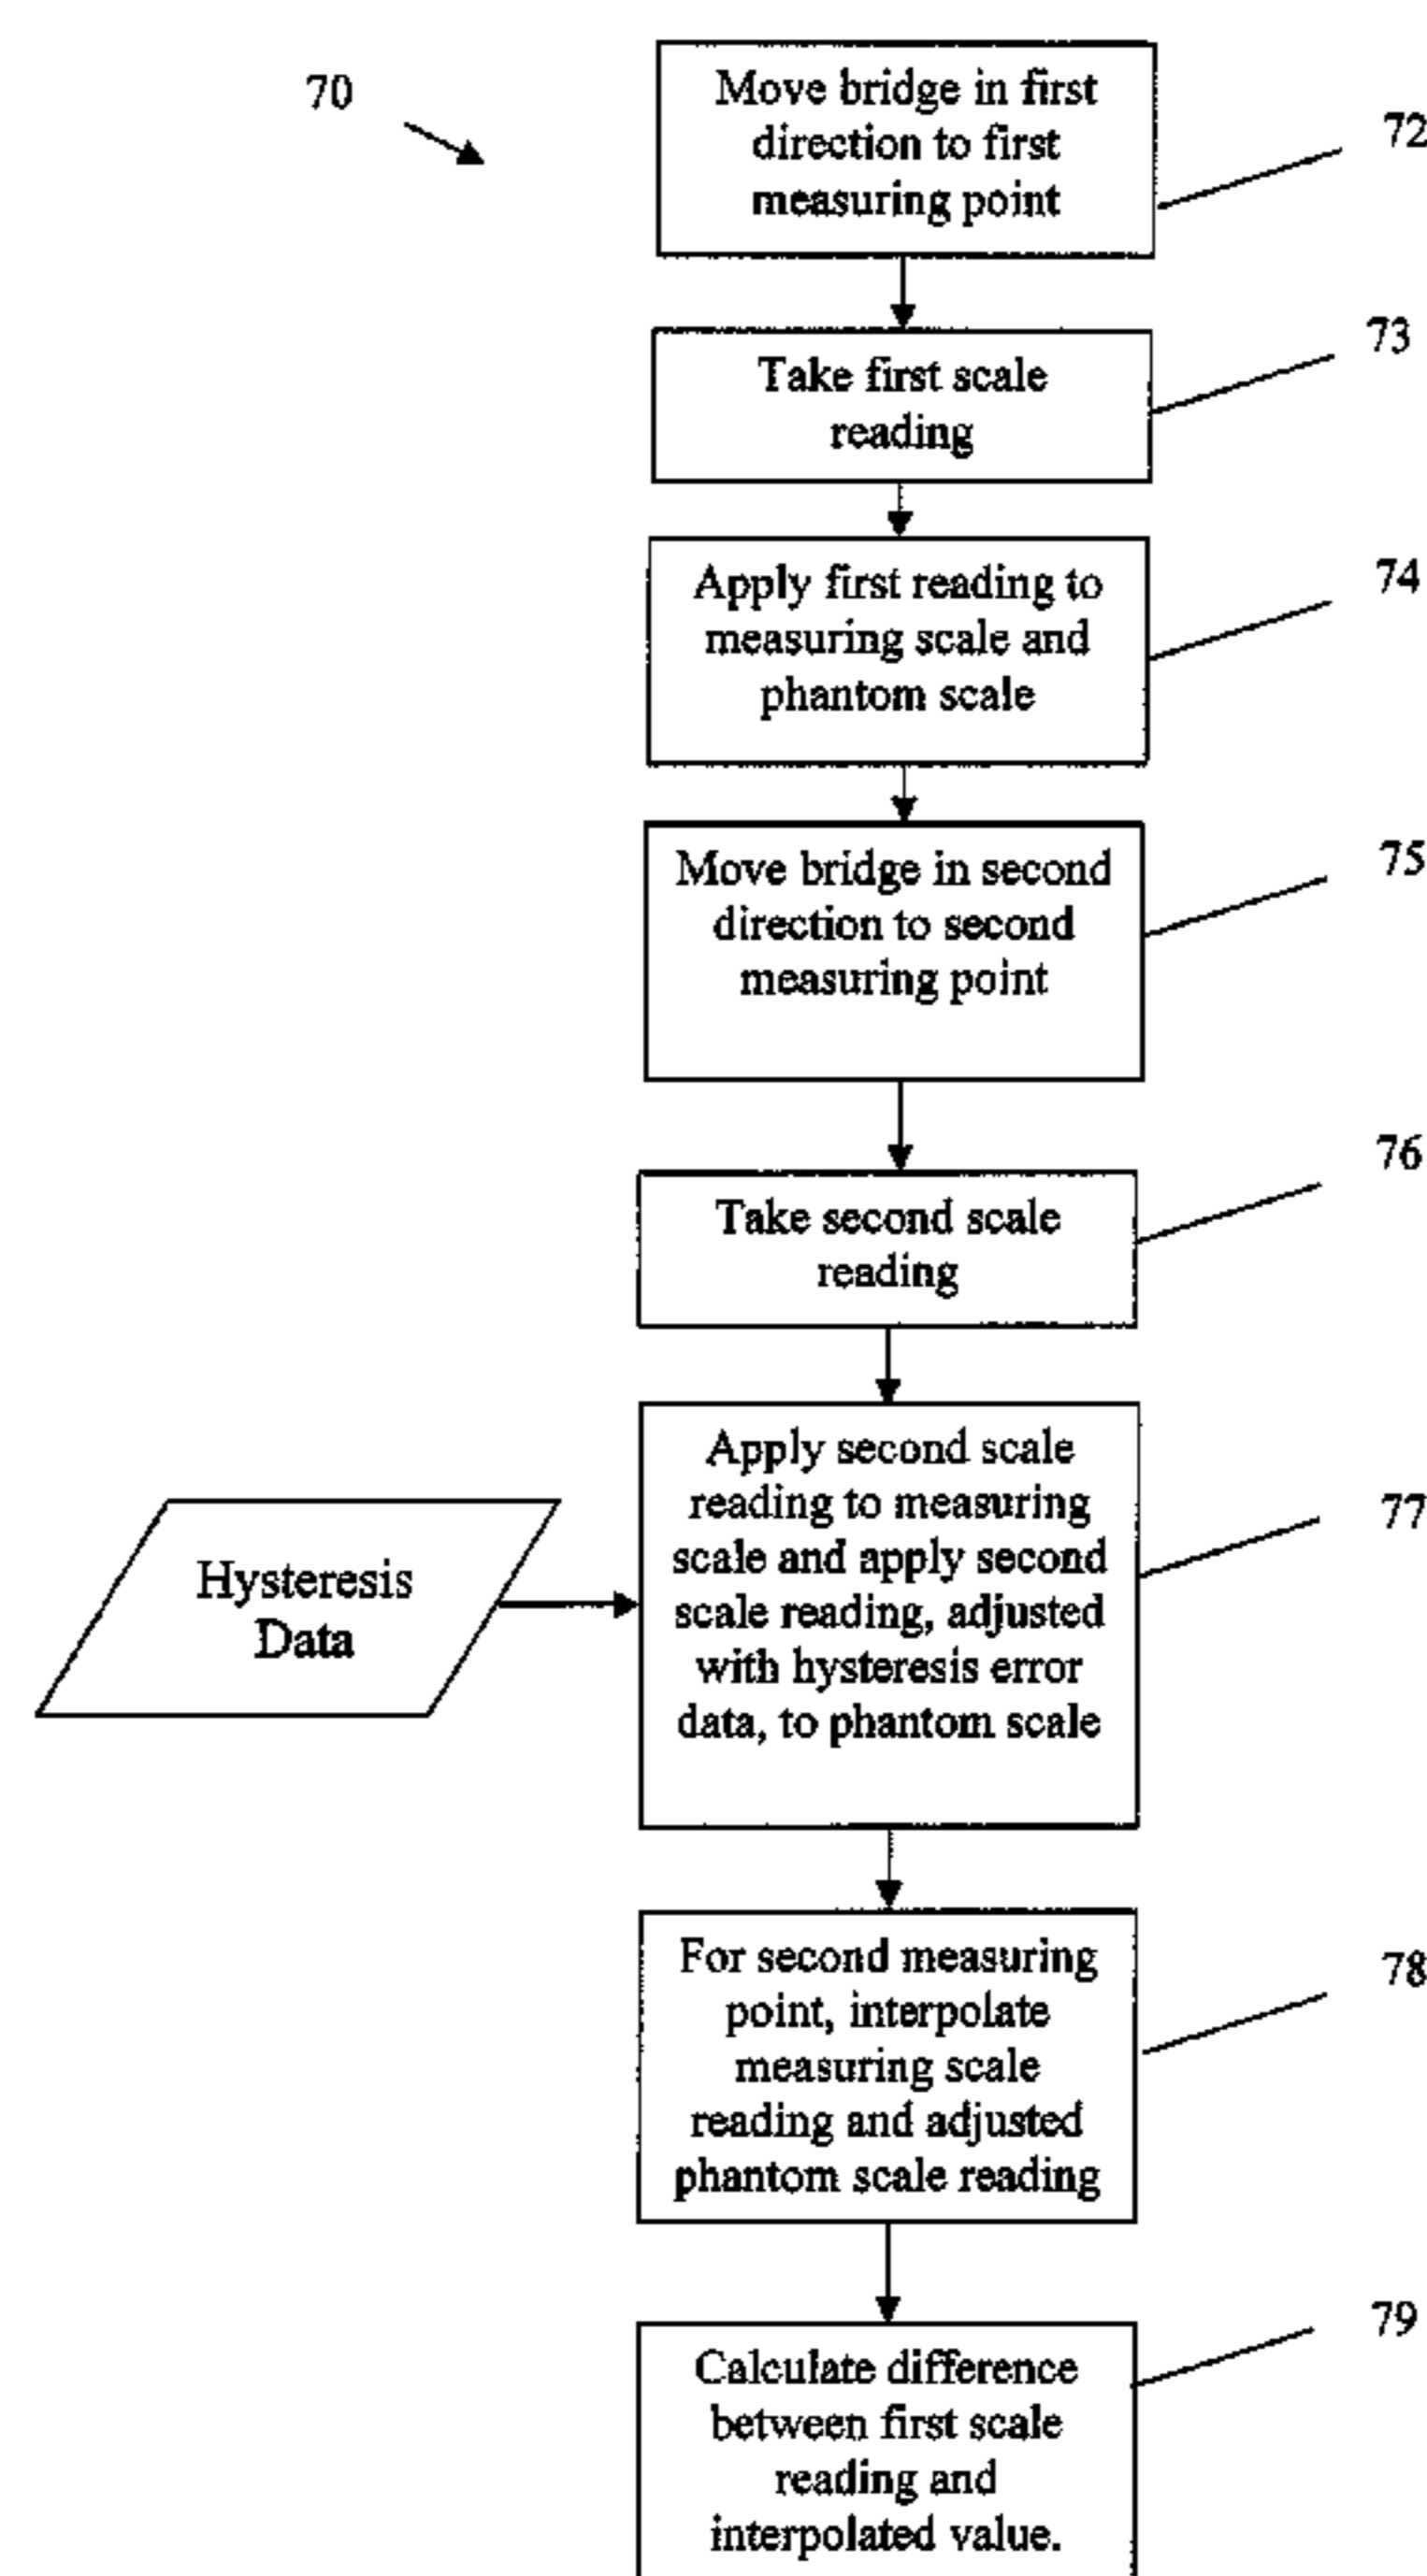 70
Move bridge in first
direction to first
measuring point
72
Take first scale
reading
73
Apply first reading to
measuring scale and
phantom scale
74
Move bridge in second
direction to second
measuring point
75
Take second scale
reading
76
Apply second scale
reading to measuring
scale and apply second
scale reading, adjusted
with hysteresis error
data, to phantom scale
77
Hysteresis
Data
For second measuring
point, interpolate
measuring scale
reading and adjusted
phantom scale reading
78
Calculate difference
between first scale
reading and
interpolated value.
79